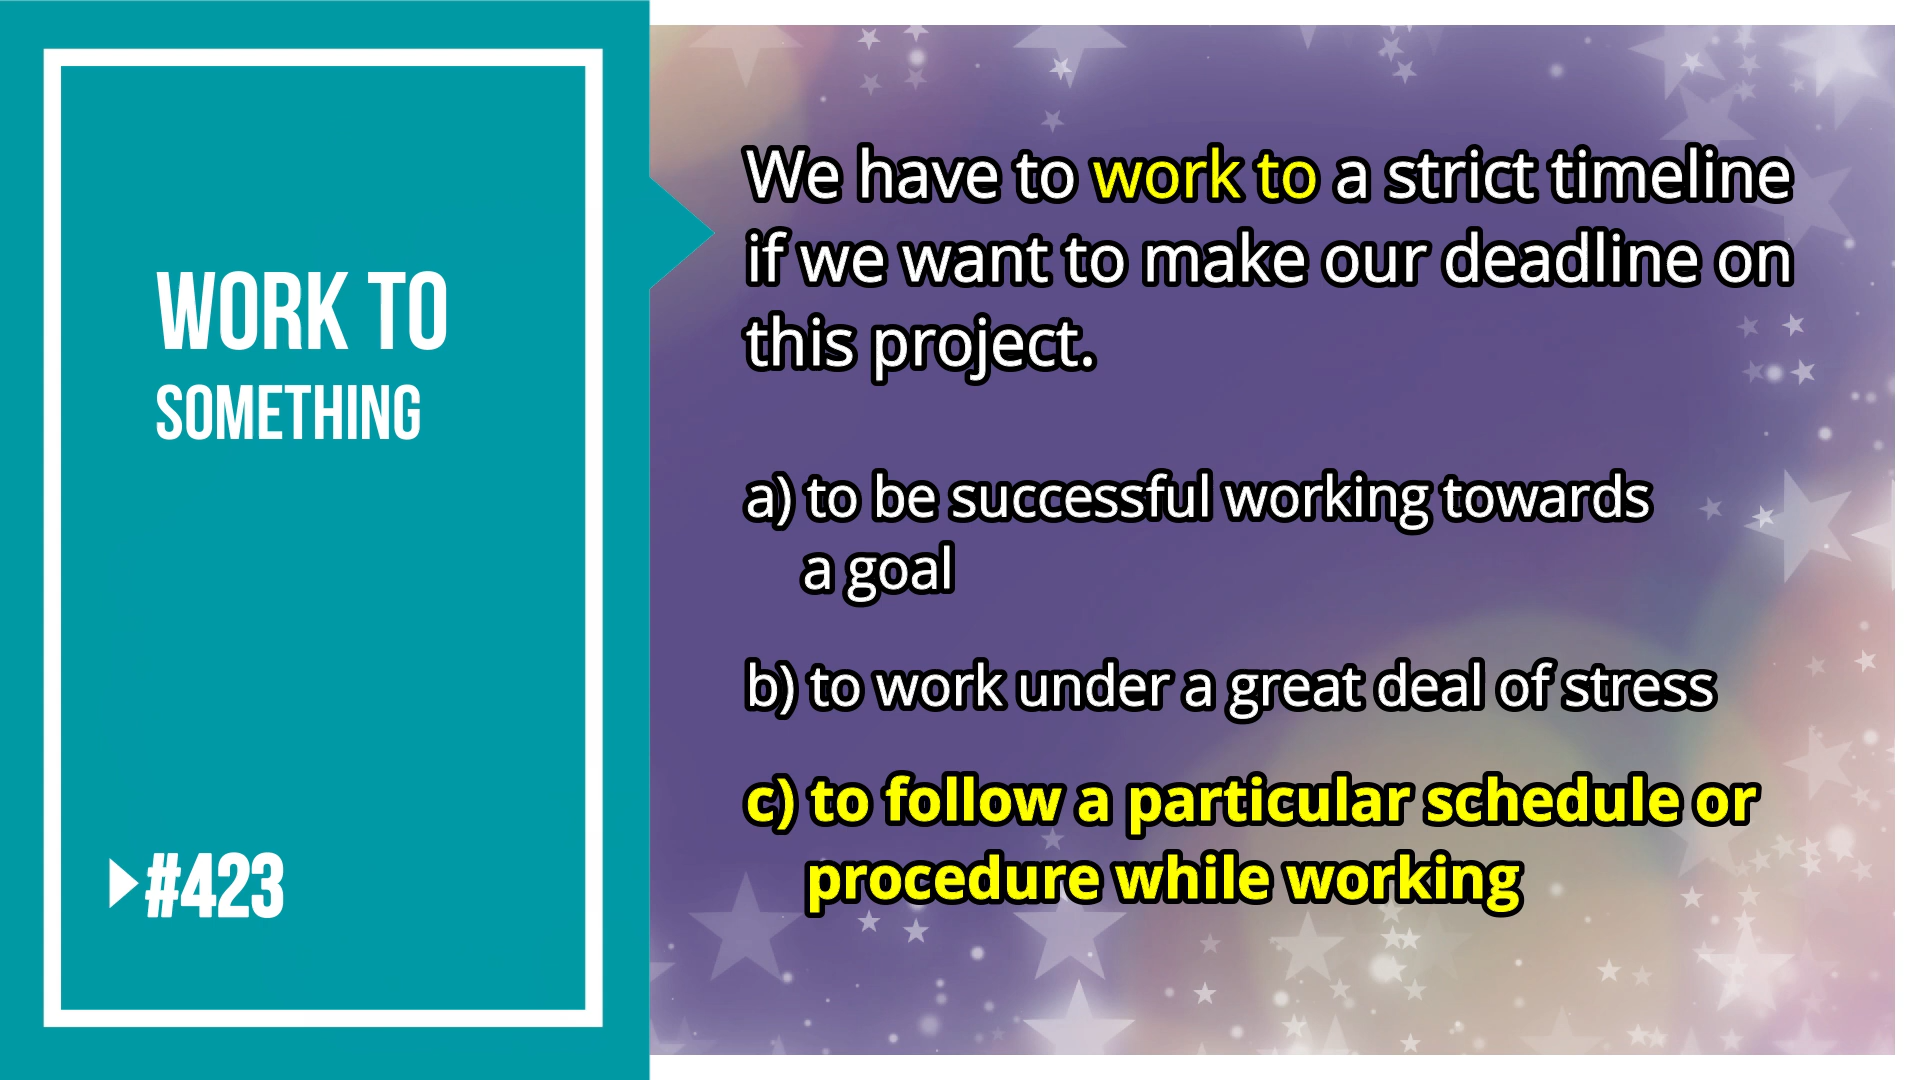 WORK TO
SOMETHING
#423
We have to work to a strict timeline
if we want to make our deadline on
this project.
a) to be successful working towards
a goal
b) to work under a great deal of stress
c) to follow a particular schedule or
procedure while working